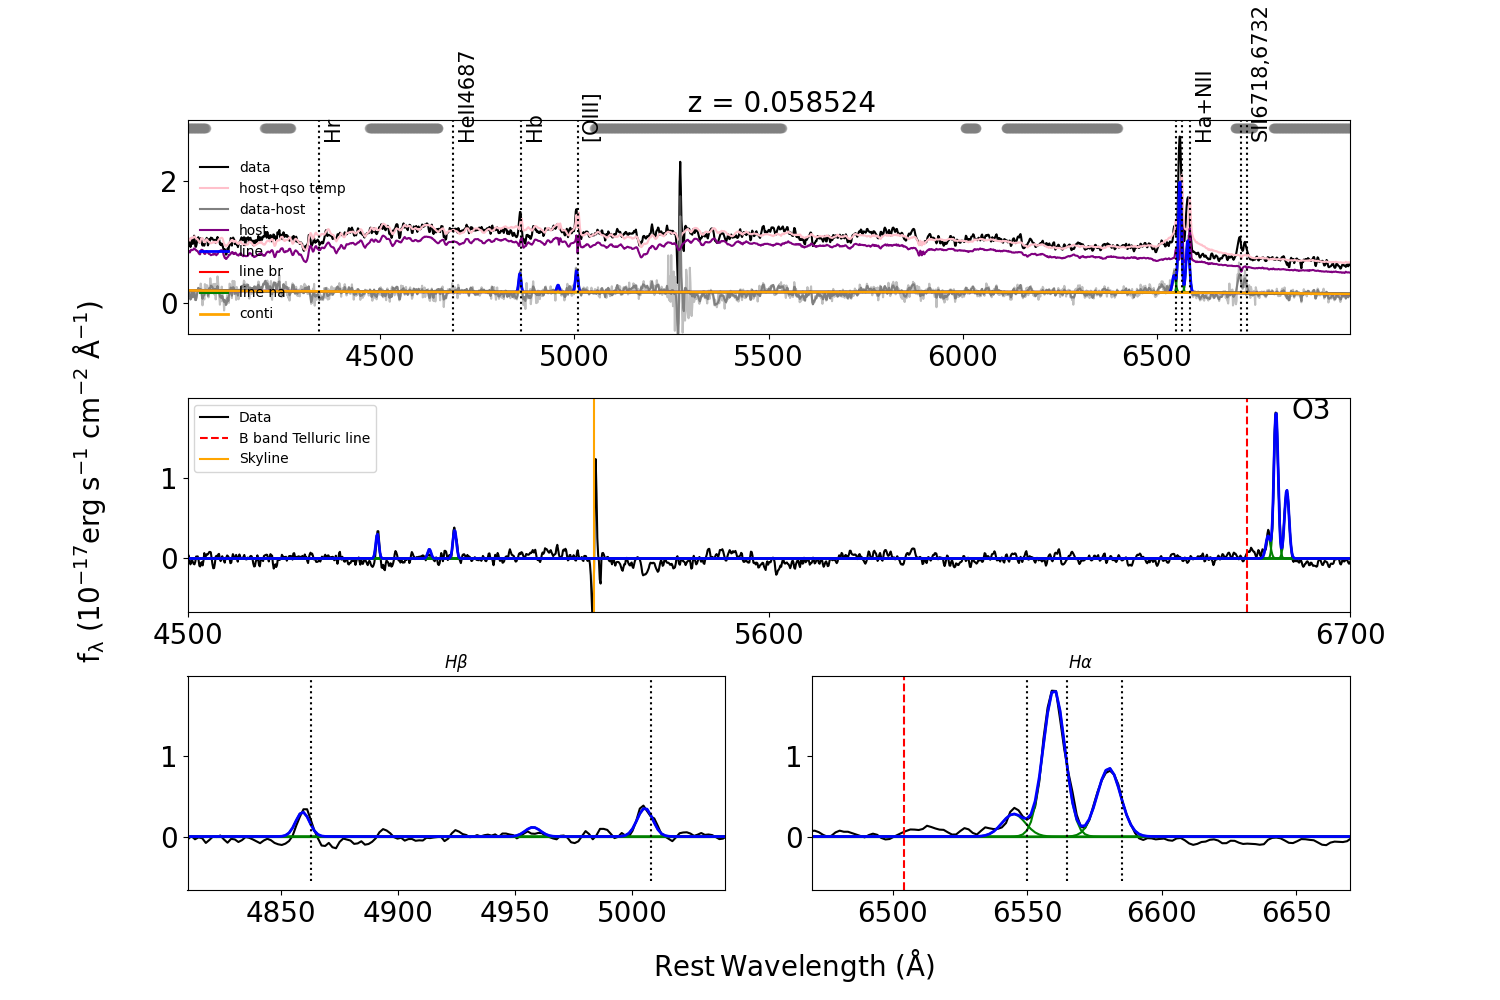 z = 0.058524
Hr
HeII4687
Hb
[OIII]
Ha+NII
SII6718,6732
data
host+qso temp
data-host
host
line
line br
line na
conti
2
0
4500
5000
5500
6000
6500
Data
B band Telluric line
Skyline
O3
1
0
4500
5600
6700
fλ (10⁻¹⁷erg s⁻¹ cm⁻² Å⁻¹)
Hβ
1
0
4850
4900
4950
5000
Hα
1
0
6500
6550
6600
6650
Rest Wavelength (Å)